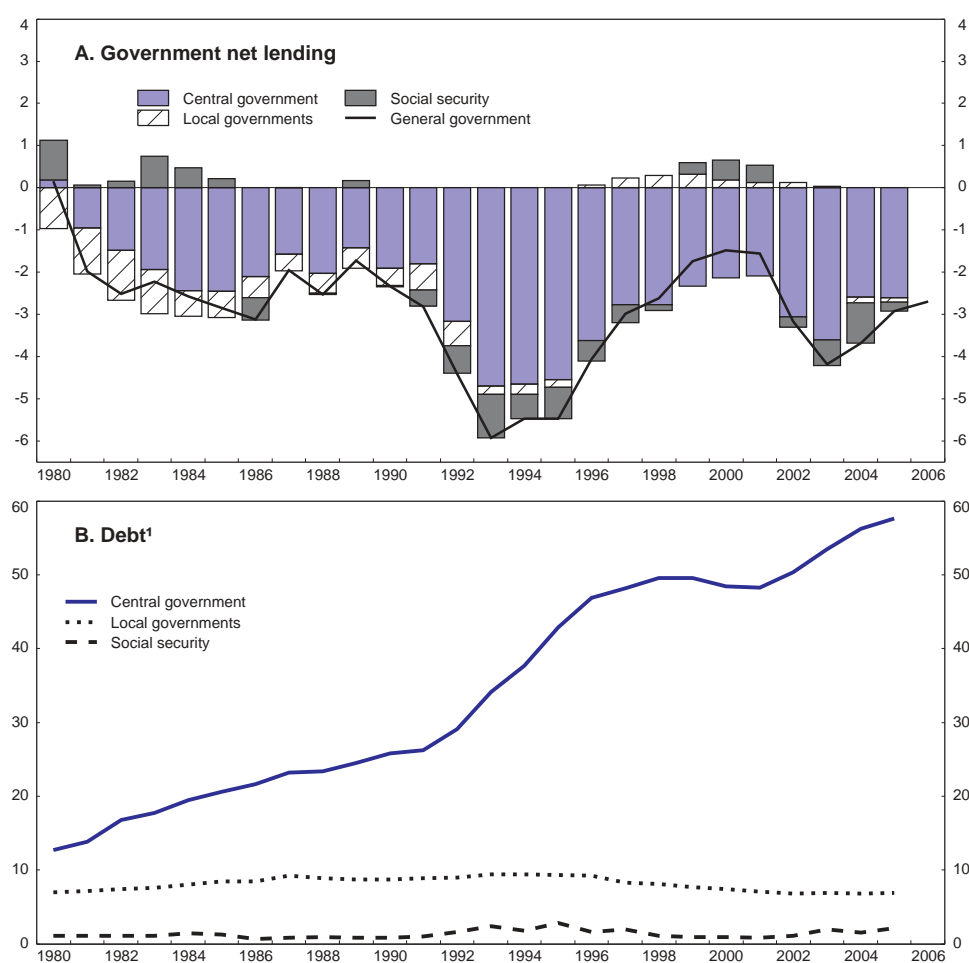 A. Government net lending
Central government
Social security
Local governments
General government
4 4
3 3
2 2
1 1
0 0
-1 -1
-2 -2
-3 -3
-4 -4
-5 -5
-6 -6
1980 1982 1984 1986 1988 1990 1992 1994 1996 1998 2000 2002 2004 2006
B. Debt¹
Central government
Local governments
Social security
60 60
50 50
40 40
30 30
20 20
10 10
0 0
1980 1982 1984 1986 1988 1990 1992 1994 1996 1998 2000 2002 2004 2006